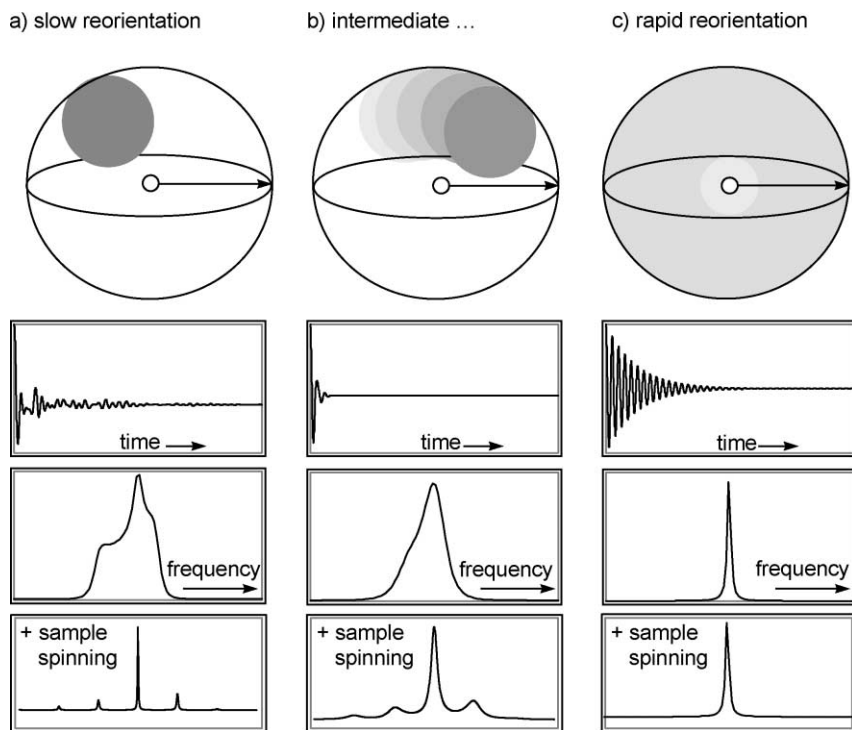 a) slow reorientation
b) intermediate ...
c) rapid reorientation
time
time
time
frequency
frequency
frequency
+ sample
spinning
+ sample
spinning
+ sample
spinning